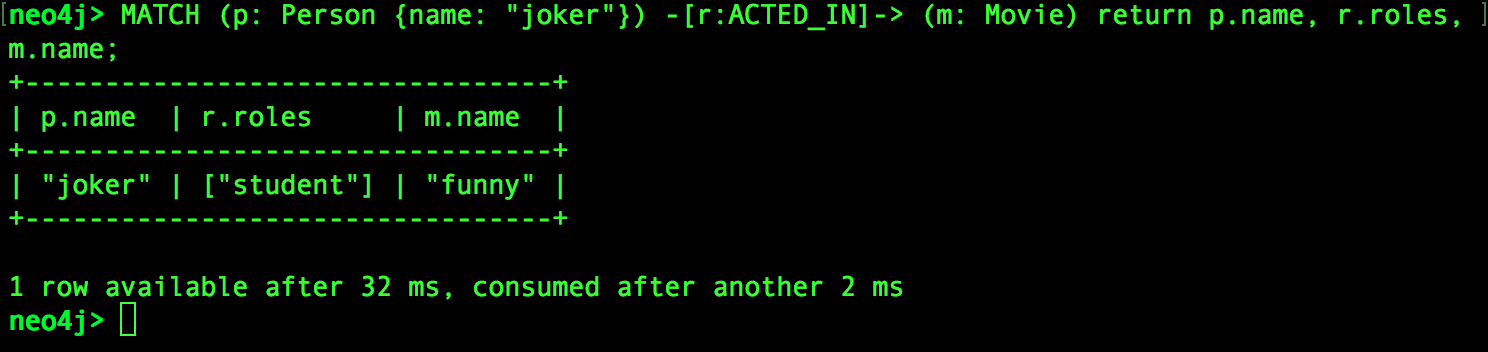 neo4j> MATCH (p: Person {name: "joker"}) -[r:ACTED_IN]-> (m: Movie) return p.name, r.roles,
m.name;
+---------------------------------+
| p.name  | r.roles     | m.name  |
+---------------------------------+
| "joker" | ["student"] | "funny" |
+---------------------------------+
1 row available after 32 ms, consumed after another 2 ms
neo4j>